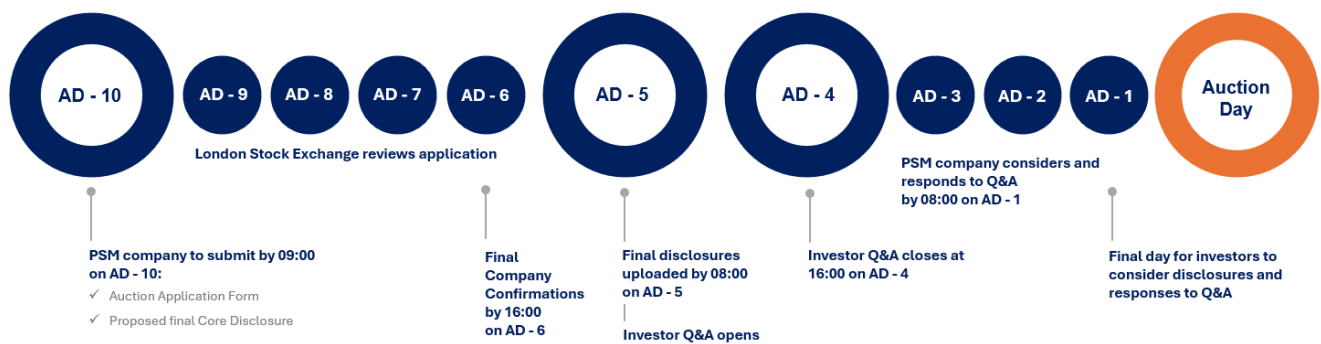 AD - 10
AD - 9
AD - 8
AD - 7
AD - 6
AD - 5
AD - 4
AD - 3
AD - 2
AD - 1
Auction
Day
London Stock Exchange reviews application
PSM company considers and
responds to Q&A
by 08:00 on AD - 1
PSM company to submit by 09:00
on AD - 10:
✓ Auction Application Form
✓ Proposed final Core Disclosure
Final
Company
Confirmations
by 16:00
on AD - 6
Final disclosures
uploaded by 08:00
on AD - 5
Investor Q&A opens
Investor Q&A closes at
16:00 on AD - 4
Final day for investors to
consider disclosures and
responses to Q&A